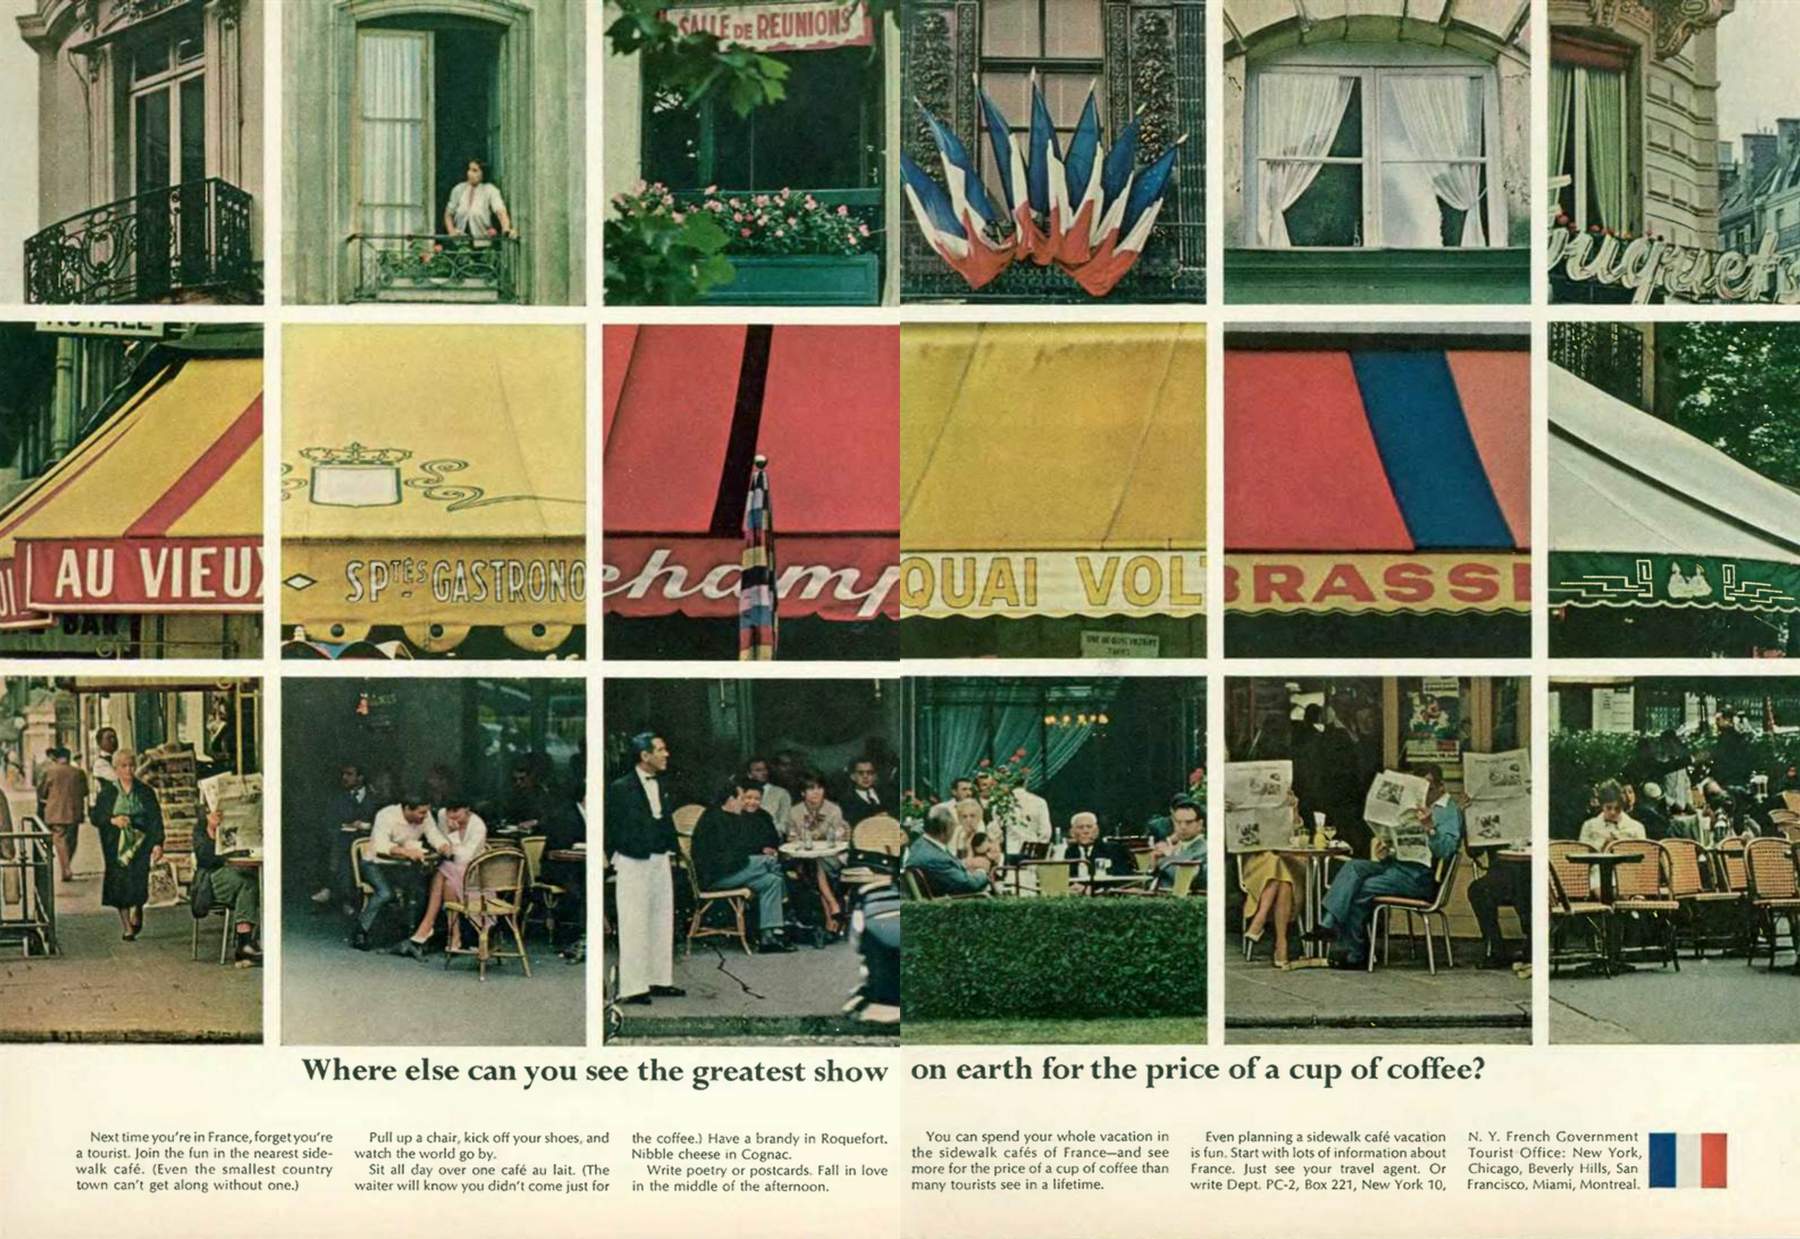 SALLE DE REUNIONS
ROYALE
AU VIEUX
BAR
SPTÉS GASTRONO
champ
QUAI VOLT
BRASSE
Where else can you see the greatest show on earth for the price of a cup of coffee?
Next time you're in France, forget you're
a tourist. Join the fun in the nearest side-
walk café. (Even the smallest country
town can't get along without one.)
Pull up a chair, kick off your shoes, and
watch the world go by.
Sit all day over one café au lait. (The
waiter will know you didn't come just for
the coffee.) Have a brandy in Roquefort.
Nibble cheese in Cognac.
Write poetry or postcards. Fall in love
in the middle of the afternoon.
You can spend your whole vacation in
the sidewalk cafés of France—and see
more for the price of a cup of coffee than
many tourists see in a lifetime.
Even planning a sidewalk café vacation
is fun. Start with lots of information about
France. Just see your travel agent. Or
write Dept. PC-2, Box 221, New York 10,
N. Y. French Government
Tourist Office: New York,
Chicago, Beverly Hills, San
Francisco, Miami, Montreal.